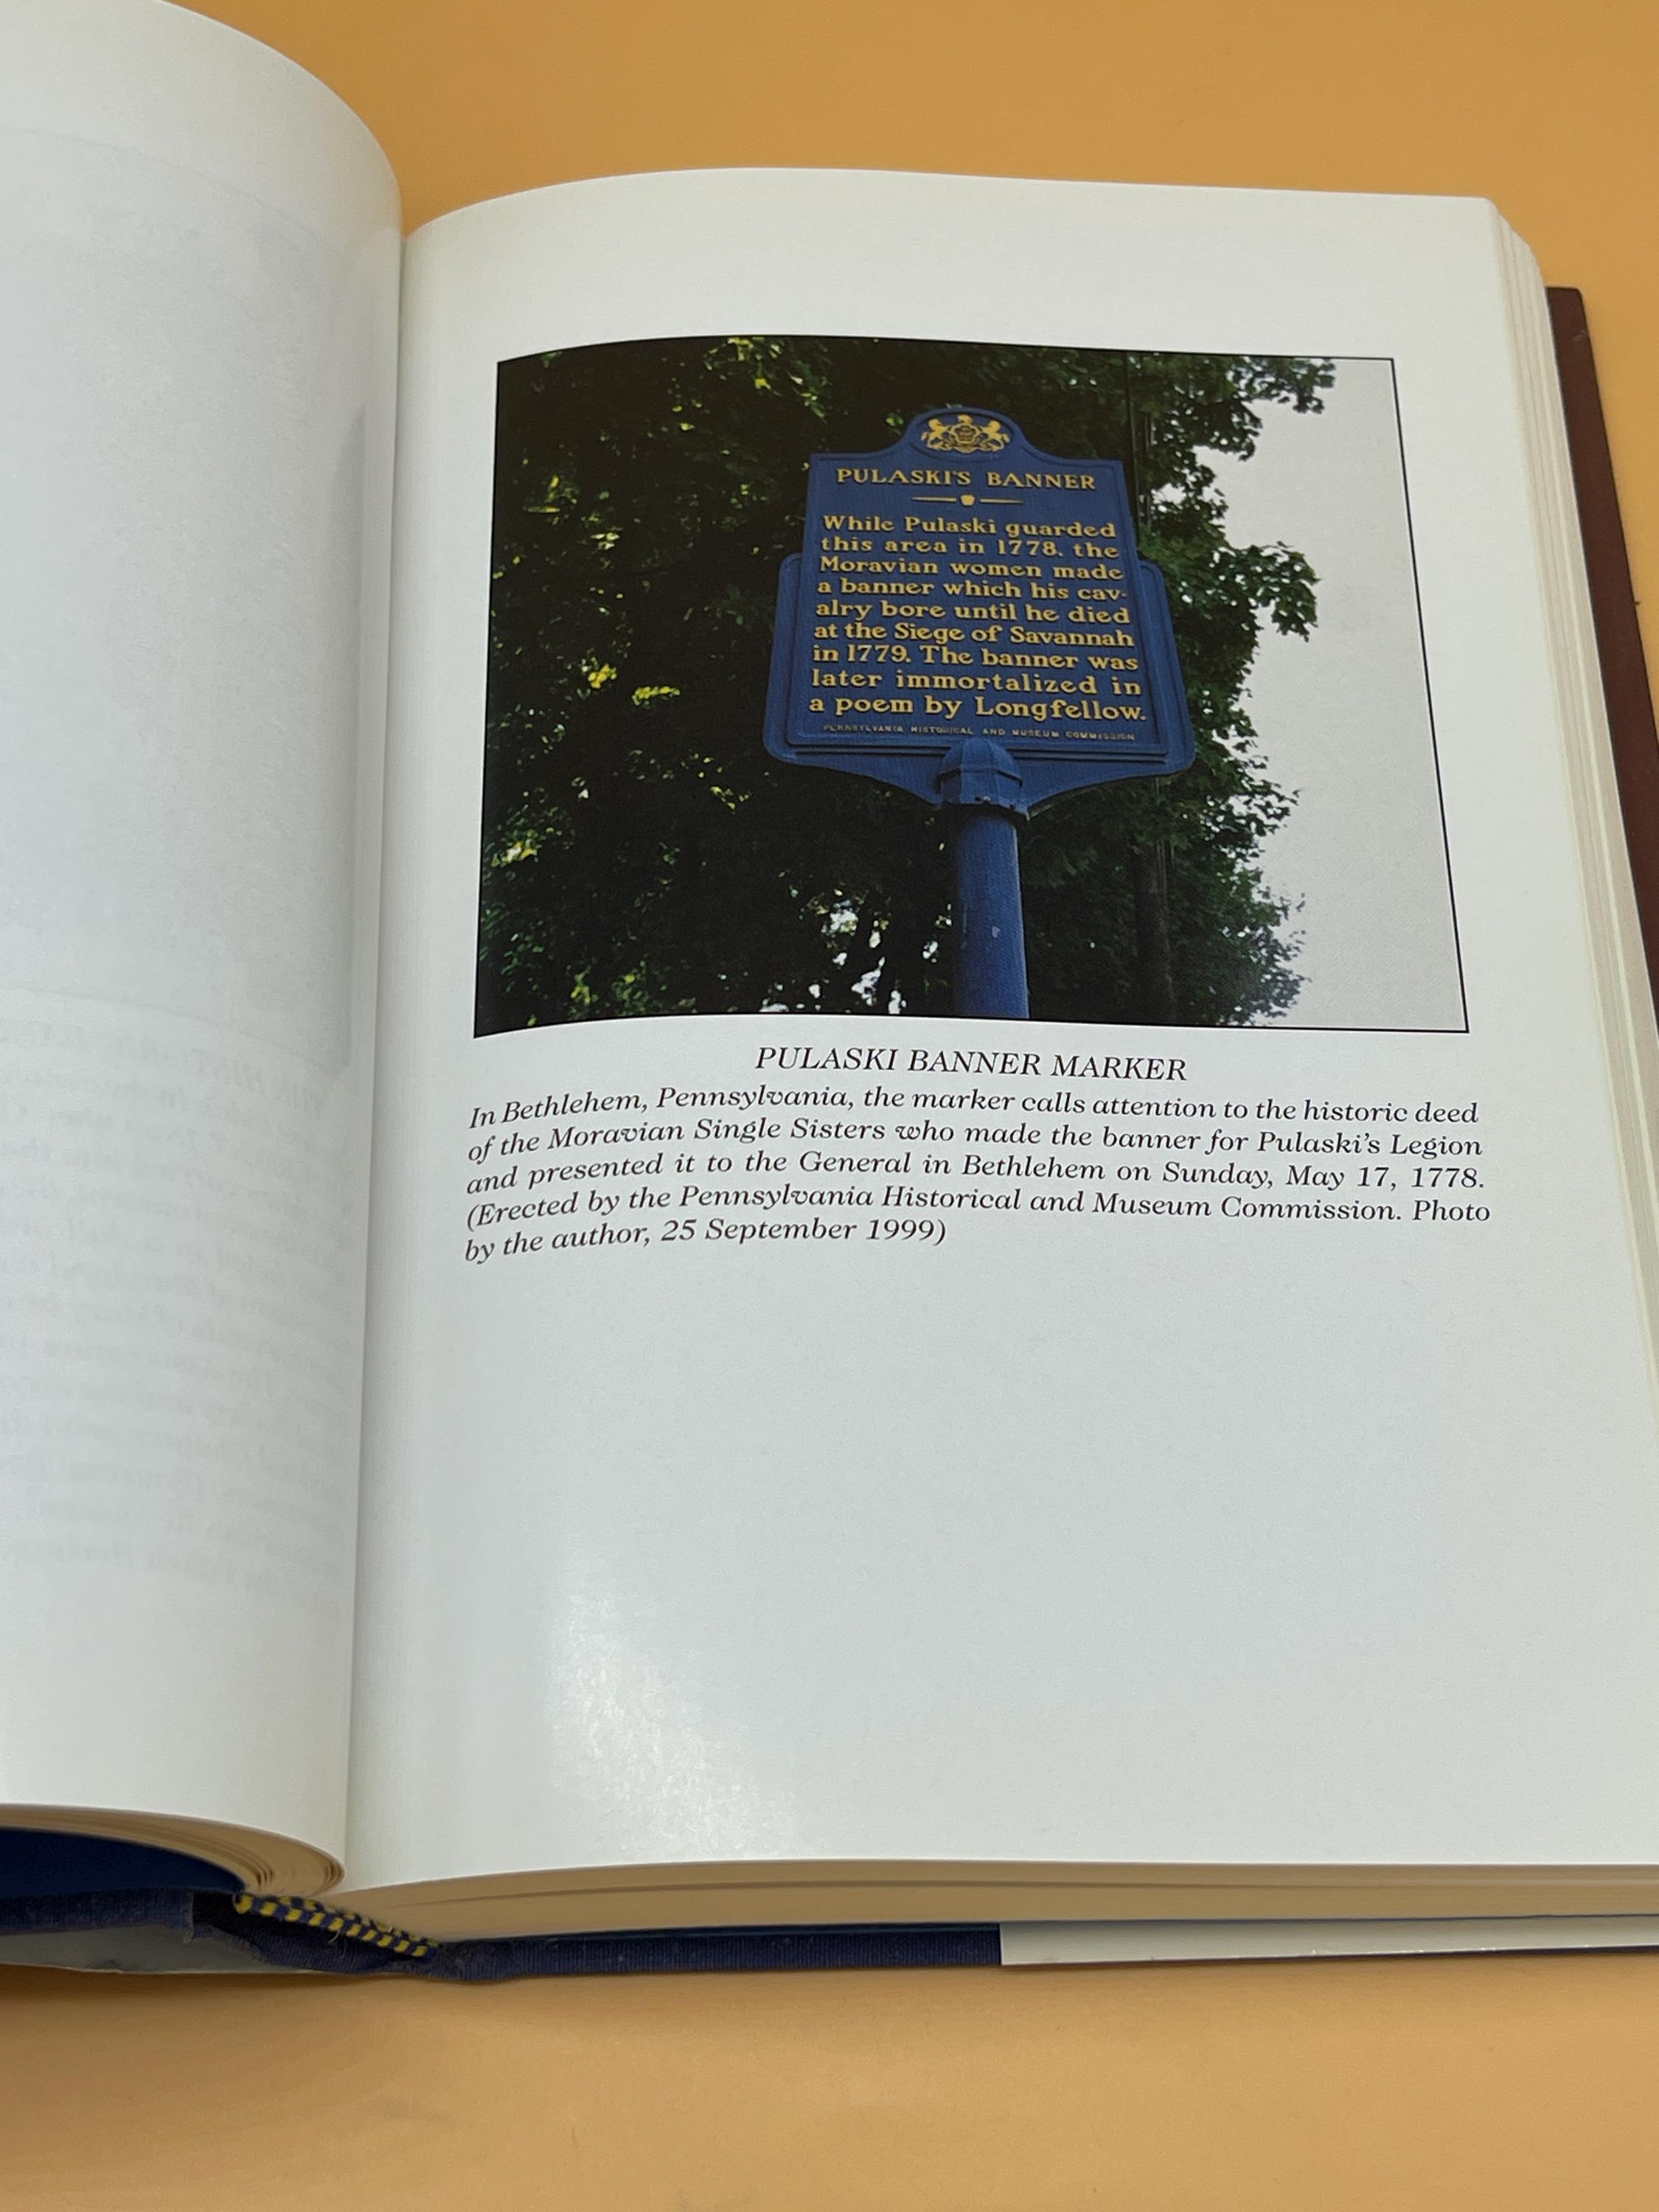 PULASKI'S BANNER
While Pulaski guarded
this area in 1778, the
Moravian women made
a banner which his cav-
alry bore until he died
at the Siege of Savannah
in 1779. The banner was
later immortalized in
a poem by Longfellow.
PENNSYLVANIA HISTORICAL AND MUSEUM COMMISSION
PULASKI BANNER MARKER
In Bethlehem, Pennsylvania, the marker calls attention to the historic deed
of the Moravian Single Sisters who made the banner for Pulaski's Legion
and presented it to the General in Bethlehem on Sunday, May 17, 1778.
(Erected by the Pennsylvania Historical and Museum Commission. Photo
by the author, 25 September 1999)